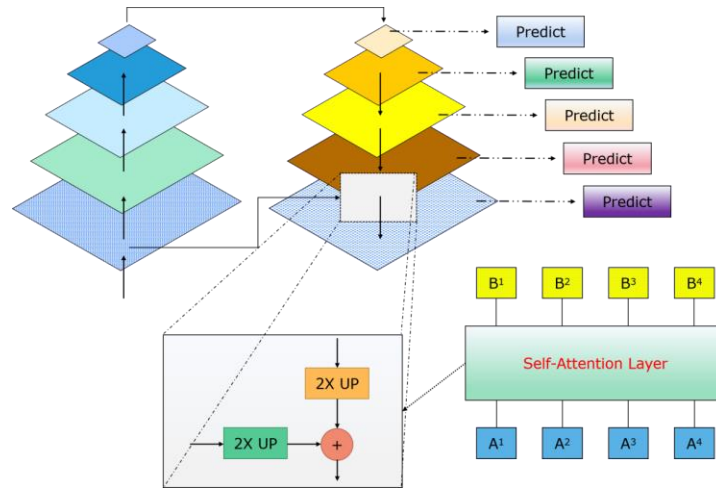 Predict
Predict
Predict
Predict
Predict
B1 B2 B3 B4
Self-Attention Layer
2X UP
2X UP
+
A1 A2 A3 A4